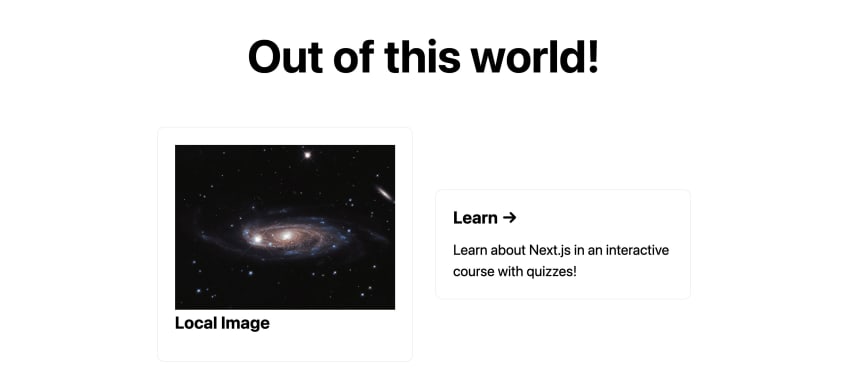 Out of this world!
Local Image
Learn →
Learn about Next.js in an interactive
course with quizzes!